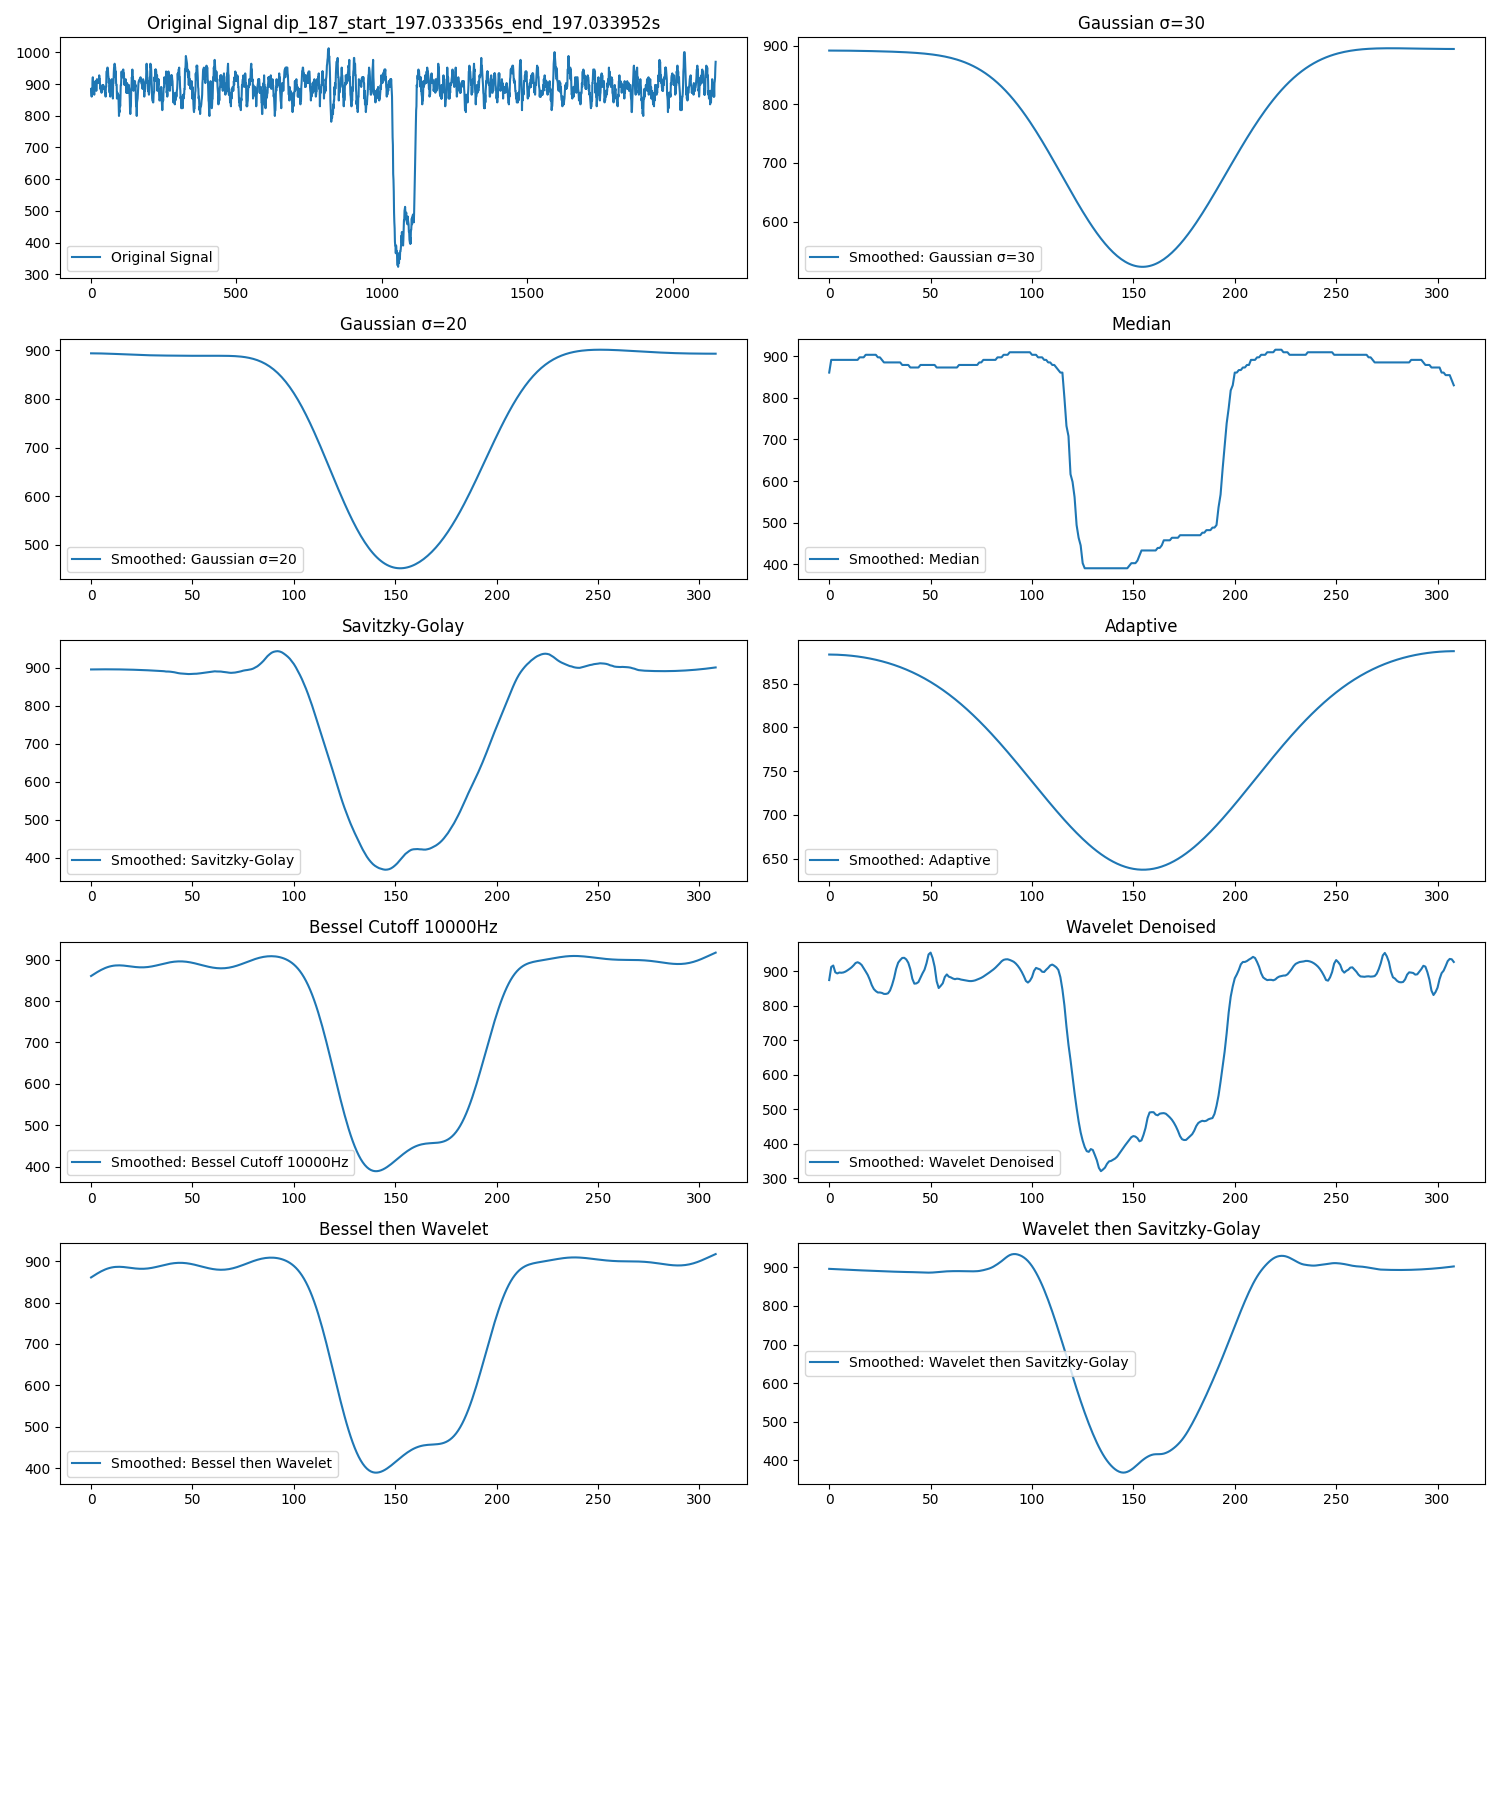 Original Signal dip_187_start_197.033356s_end_197.033952s
1000
900
800
700
600
500
400
300
Original Signal
0 500 1000 1500 2000
Gaussian σ=30
900
800
700
600
Smoothed: Gaussian σ=30
0 50 100 150 200 250 300
Gaussian σ=20
900
800
700
600
500
Smoothed: Gaussian σ=20
0 50 100 150 200 250 300
Median
900
800
700
600
500
400
Smoothed: Median
0 50 100 150 200 250 300
Savitzky-Golay
900
800
700
600
500
400
Smoothed: Savitzky-Golay
0 50 100 150 200 250 300
Adaptive
850
800
750
700
650
Smoothed: Adaptive
0 50 100 150 200 250 300
Bessel Cutoff 10000Hz
900
800
700
600
500
400
Smoothed: Bessel Cutoff 10000Hz
0 50 100 150 200 250 300
Wavelet Denoised
900
800
700
600
500
400
300
Smoothed: Wavelet Denoised
0 50 100 150 200 250 300
Bessel then Wavelet
900
800
700
600
500
400
Smoothed: Bessel then Wavelet
0 50 100 150 200 250 300
Wavelet then Savitzky-Golay
900
800
700
600
500
400
Smoothed: Wavelet then Savitzky-Golay
0 50 100 150 200 250 300